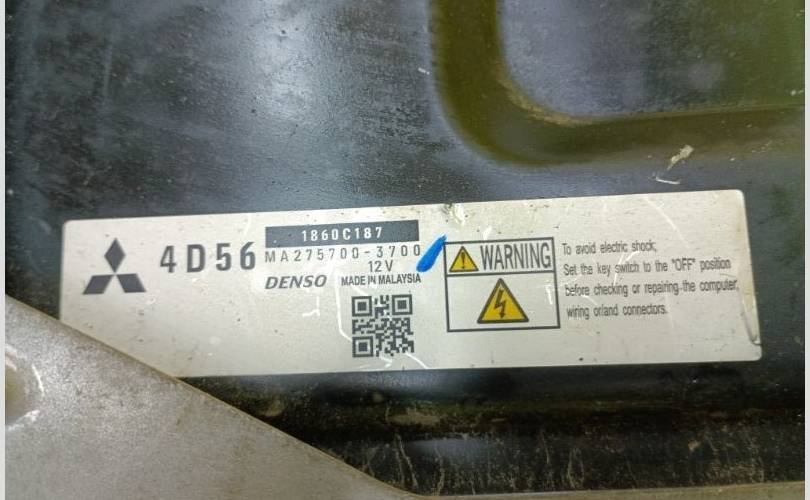 4D56
1860C187
MA275700-3700
12V
DENSO MADE IN MALAYSIA
WARNING
To avoid electric shock;
Set the key switch to the "OFF" position
before checking or repairing the computer,
wiring or/and connectors.